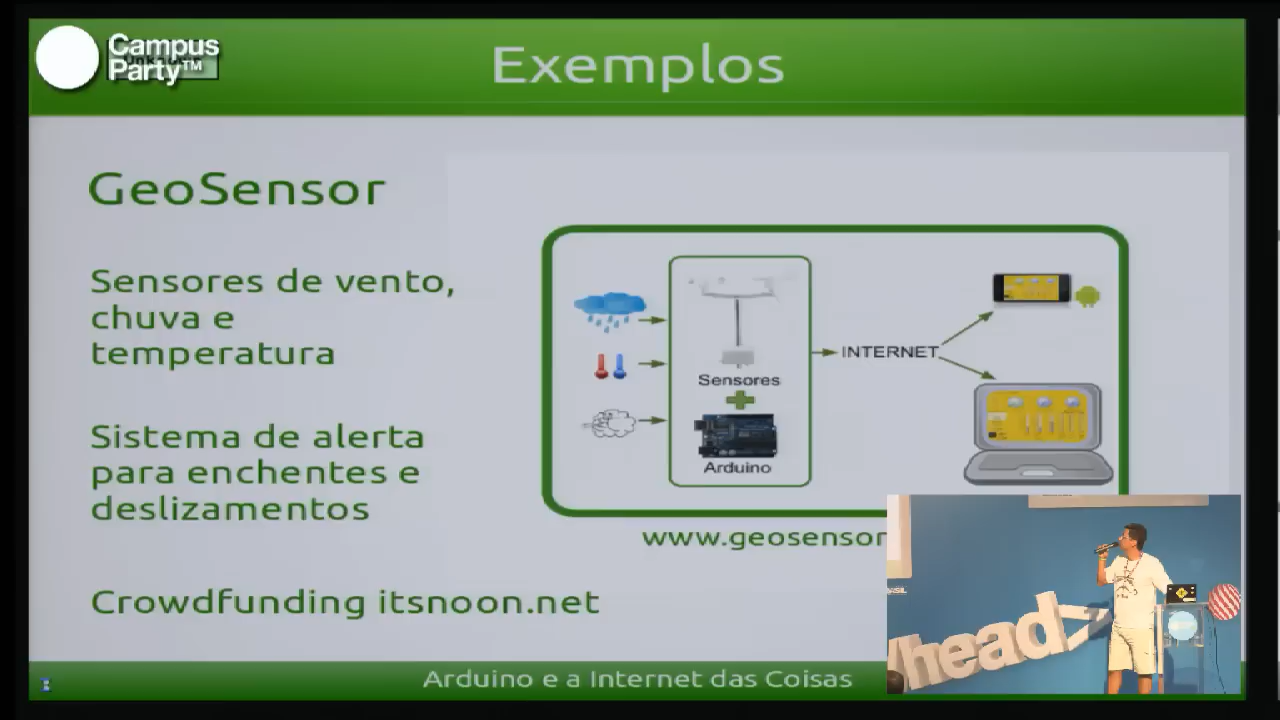 Campus
Party™
Exemplos
GeoSensor
Sensores de vento,
chuva e
temperatura
Sistema de alerta
para enchentes e
deslizamentos
Crowdfunding itsnoon.net
INTERNET
Sensores
Arduino
www.geosensor
head
Arduino e a Internet das Coisas